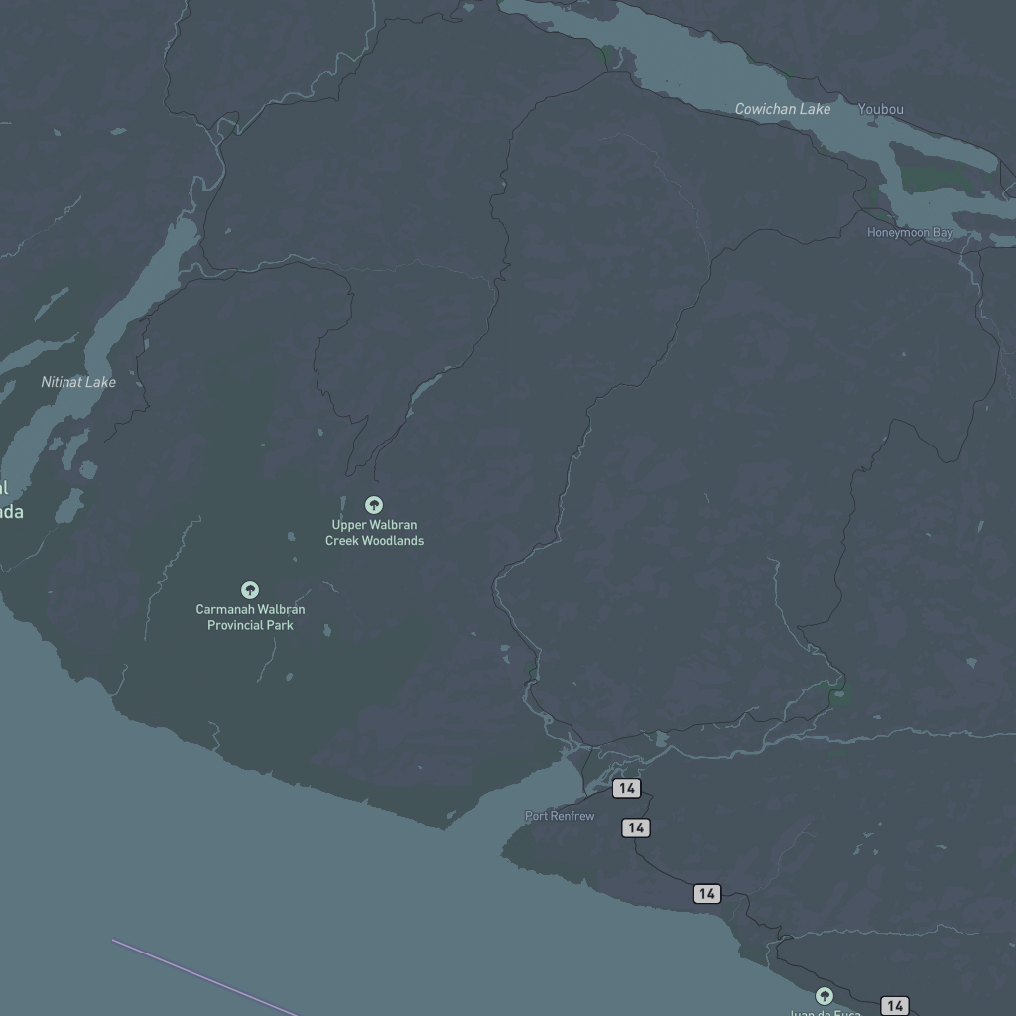 Cowichan Lake
Youbou
Honeymoon Bay
Nitinat Lake
Upper Walbran
Creek Woodlands
Carmanah Walbran
Provincial Park
14
Port Renfrew
14
14
14